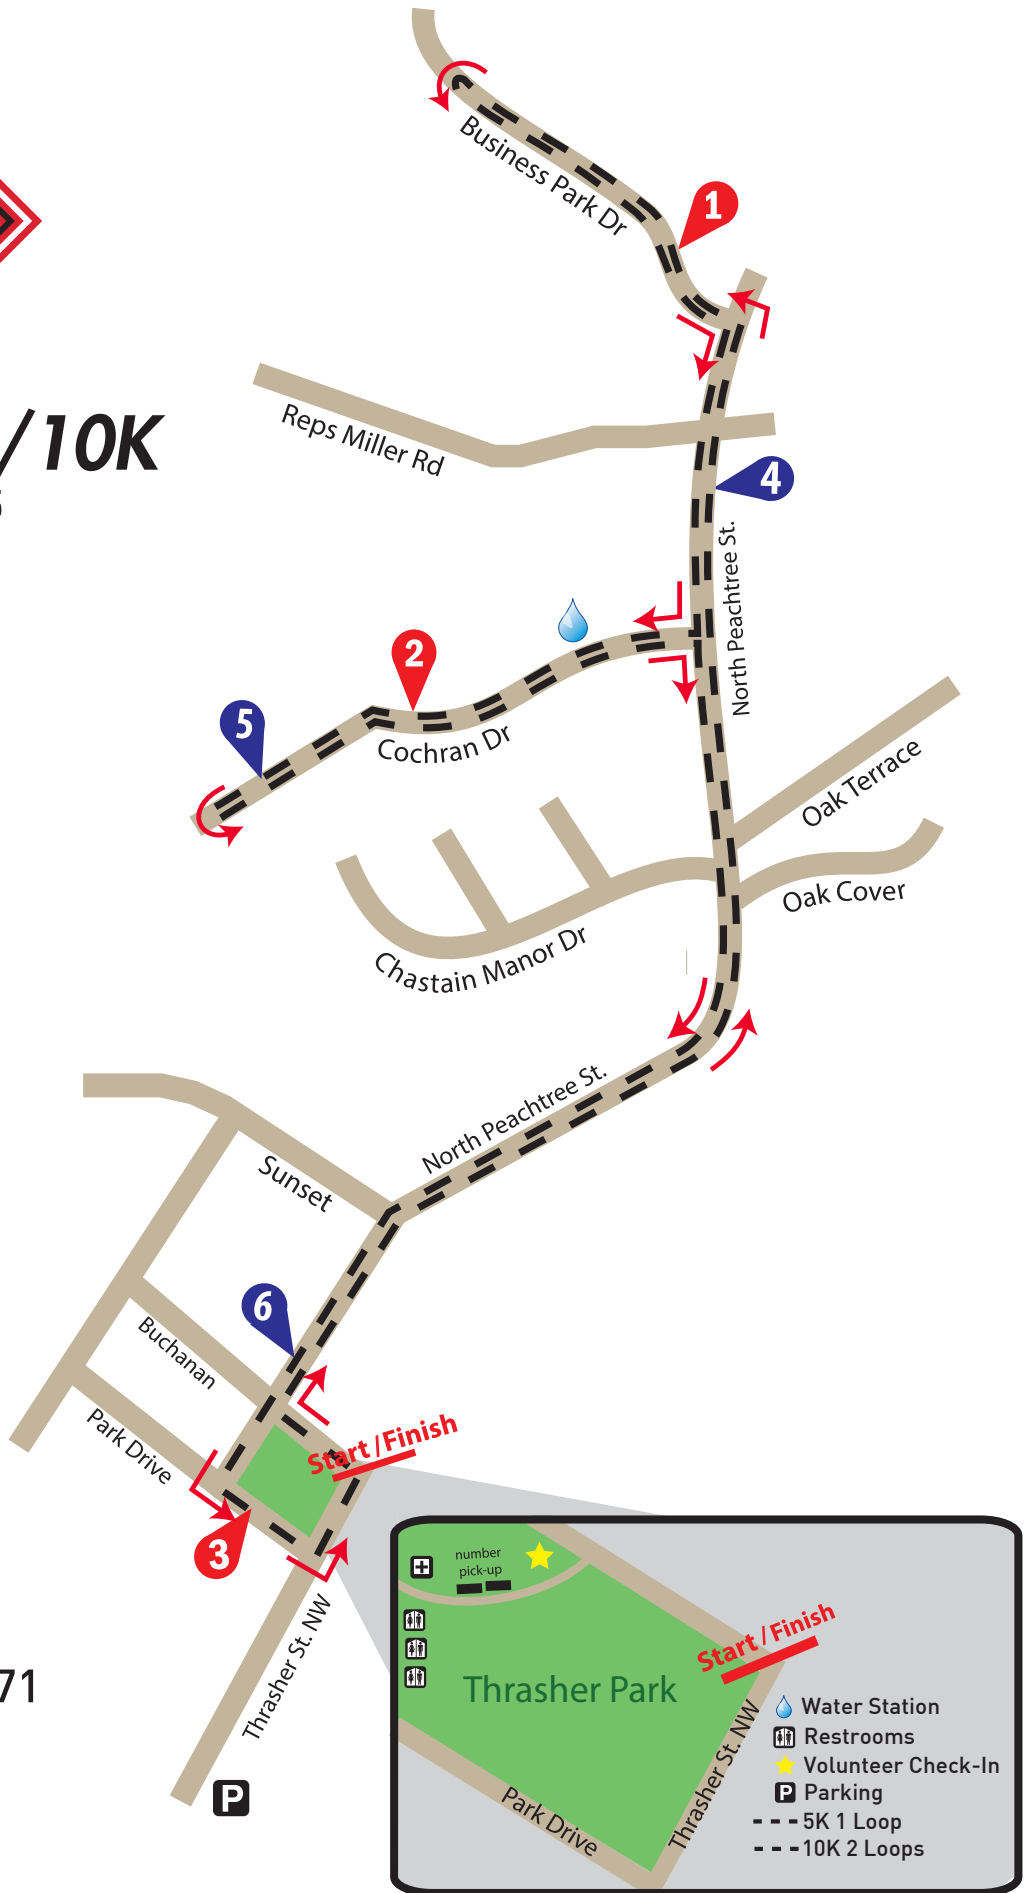 Business Park Dr
1
/10K
Reps Miller Rd
4
North Peachtree St.
2
5
Cochran Dr
Oak Terrace
Oak Cover
Chastain Manor Dr
North Peachtree St.
Sunset
6
Buchanan
Park Drive
Start / Finish
3
Thrasher St. NW
71
P
number
pick-up
Start / Finish
Thrasher Park
Thrasher St. NW
Park Drive
Water Station
Restrooms
Volunteer Check-In
P Parking
5K 1 Loop
10K 2 Loops